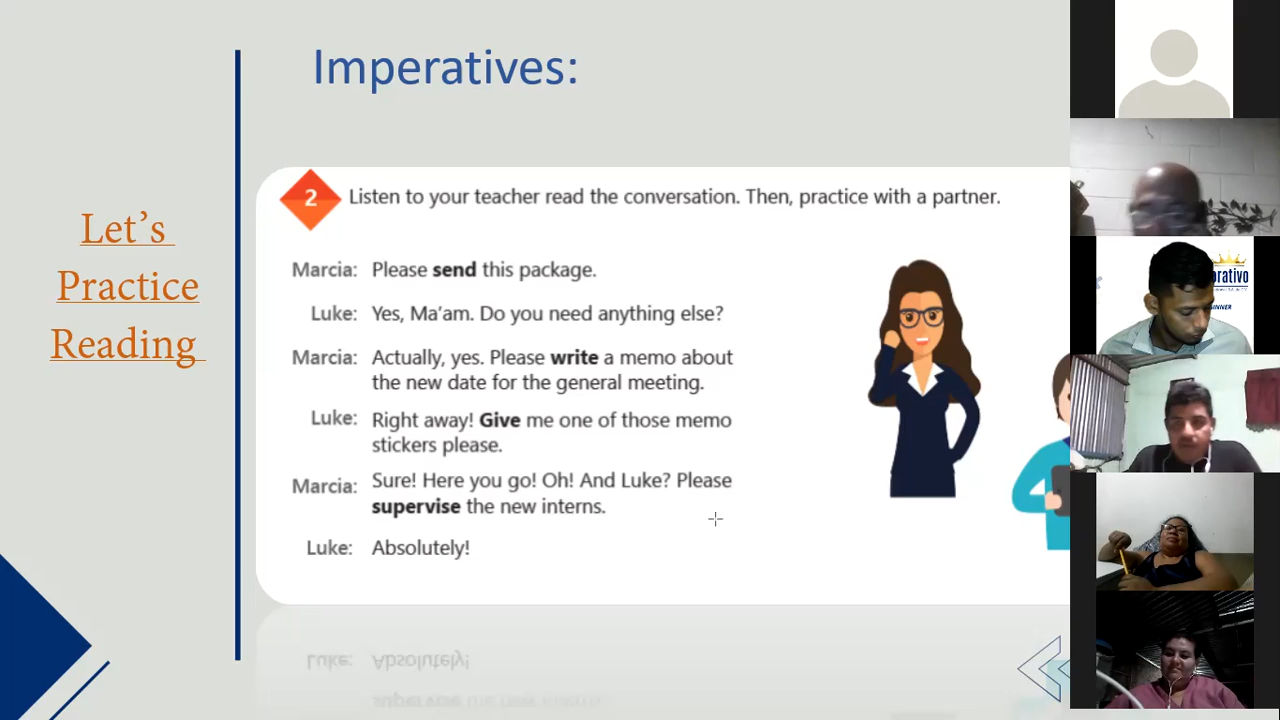 Imperatives:
Let's
Practice
Reading
2 Listen to your teacher read the conversation. Then, practice with a partner.
Marcia: Please send this package.
Luke: Yes, Ma'am. Do you need anything else?
Marcia: Actually, yes. Please write a memo about
the new date for the general meeting.
Luke: Right away! Give me one of those memo
stickers please.
Marcia: Sure! Here you go! Oh! And Luke? Please
supervise the new interns.
Luke: Absolutely!